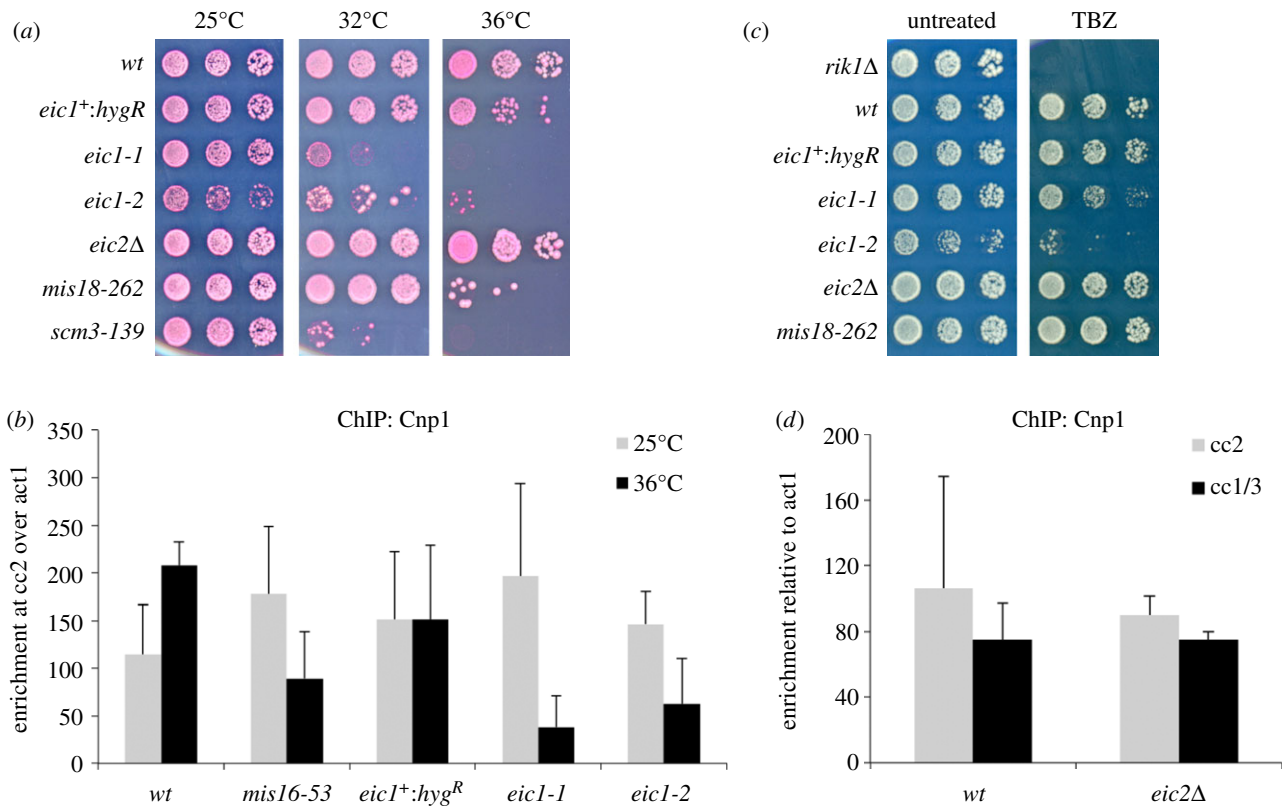 (a)
25°C 32°C 36°C
wt
eic1⁺:hygR
eic1-1
eic1-2
eic2Δ
mis18-262
scm3-139
(c)
untreated TBZ
rik1Δ
wt
eic1⁺:hygR
eic1-1
eic1-2
eic2Δ
mis18-262
(b)
ChIP: Cnp1
enrichment at cc2 over act1
350
300
250
200
150
100
50
0
25°C
36°C
wt mis16-53 eic1⁺:hygᴿ eic1-1 eic1-2
(d)
ChIP: Cnp1
enrichment relative to act1
200
160
120
80
40
0
cc2
cc1/3
wt eic2Δ